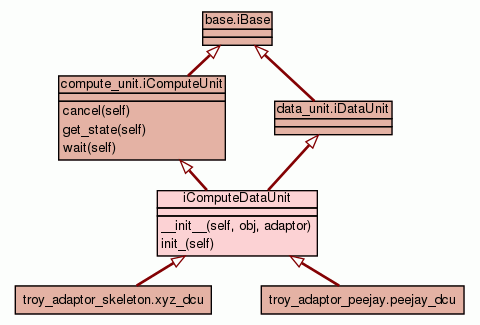 base.iBase
compute_unit.iComputeUnit
cancel(self)
get_state(self)
wait(self)
data_unit.iDataUnit
iComputeDataUnit
__init__(self, obj, adaptor)
init_(self)
troy_adaptor_skeleton.xyz_dcu
troy_adaptor_peejay.peejay_dcu